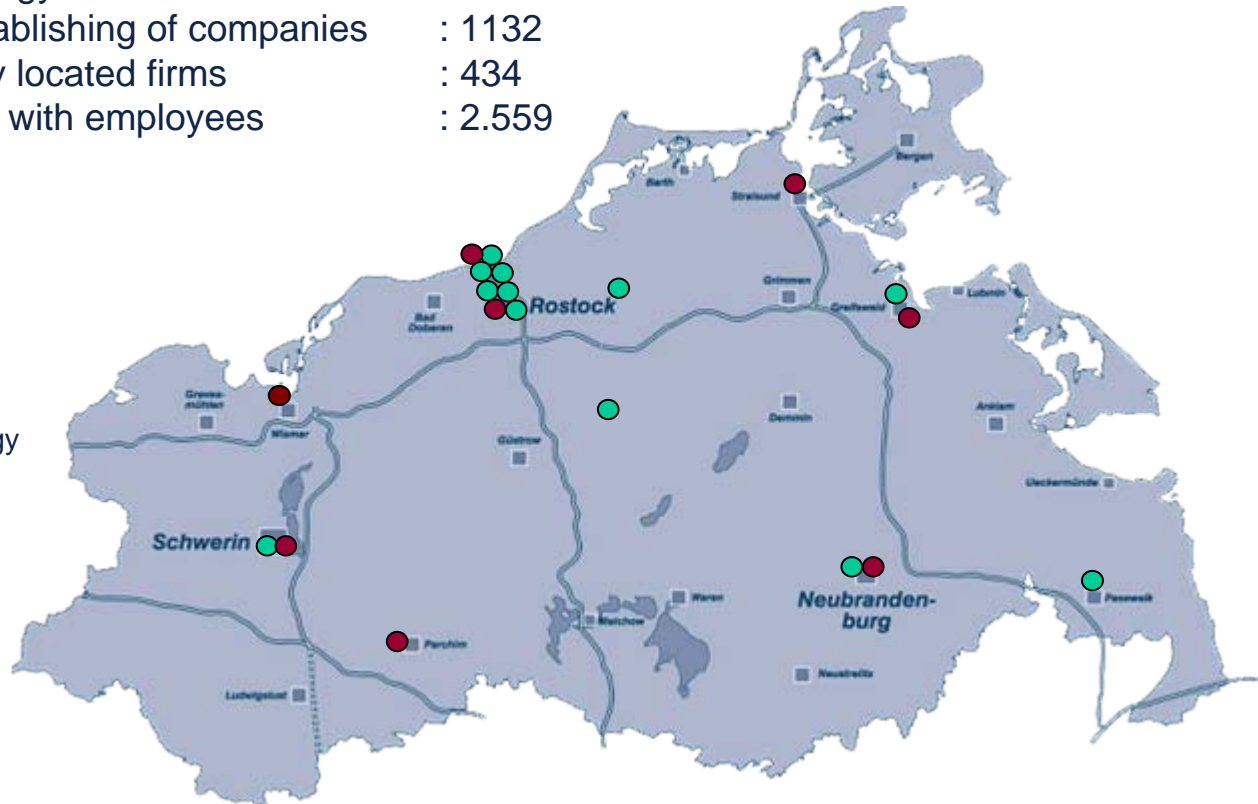 gy
ablishing of companies : 1132
y located firms : 434
with employees : 2.559
Bergen
Barth
Stralsund
Grimmen
Greifswald
Lubmin
Rostock
Bad
Doberan
Greves-
mühlen
Wismar
gy
Demmin
Anklam
Güstrow
Ueckermünde
Schwerin
Waren
Malchow
Neubranden-
burg
Pasewalk
Parchim
Neustrelitz
Ludwigslust